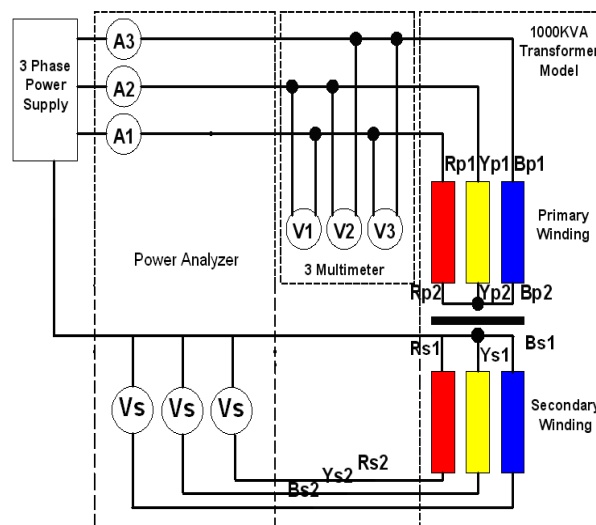 1000KVA
Transformer
Model
3 Phase
Power
Supply
A3
A2
A1
Rp1 Yp1 Bp1
V1 V2 V3
Primary
Winding
Power Analyzer
3 Multimeter
Rp2 Yp2 Bp2
Rs1 Ys1 Bs1
Vs Vs Vs
Secondary
Winding
Rs2
Ys2
Bs2